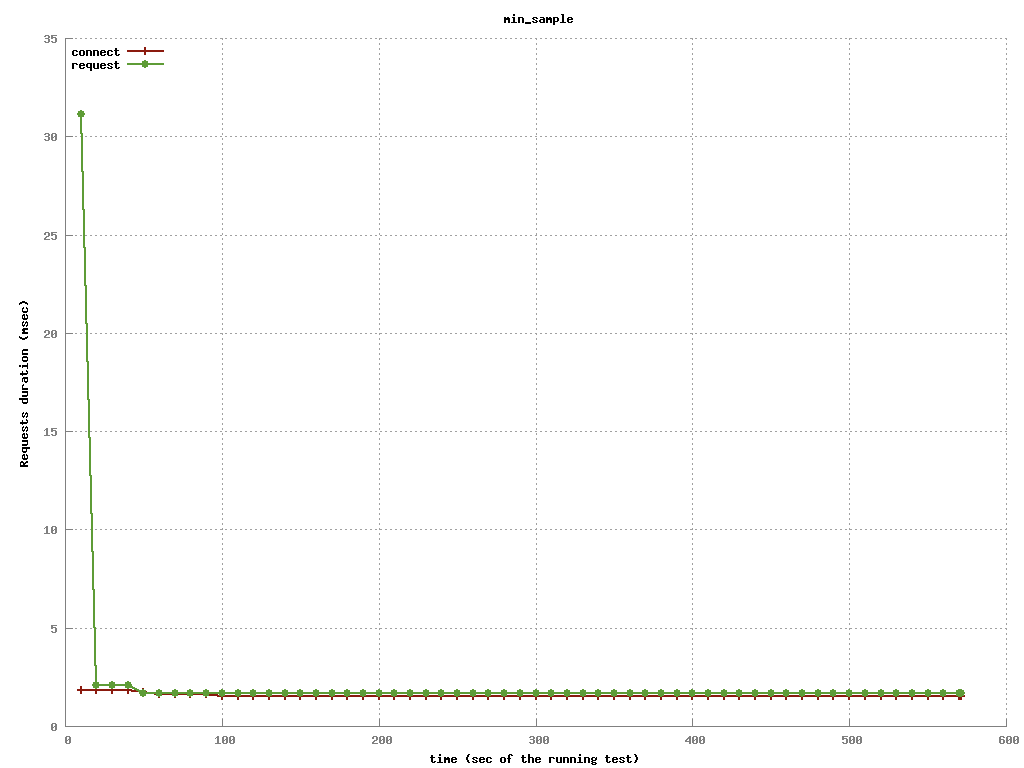 min_sample
35
connect
request
30
25
20
15
10
5
0
Requests duration (msec)
0 100 200 300 400 500 600
time (sec of the running test)